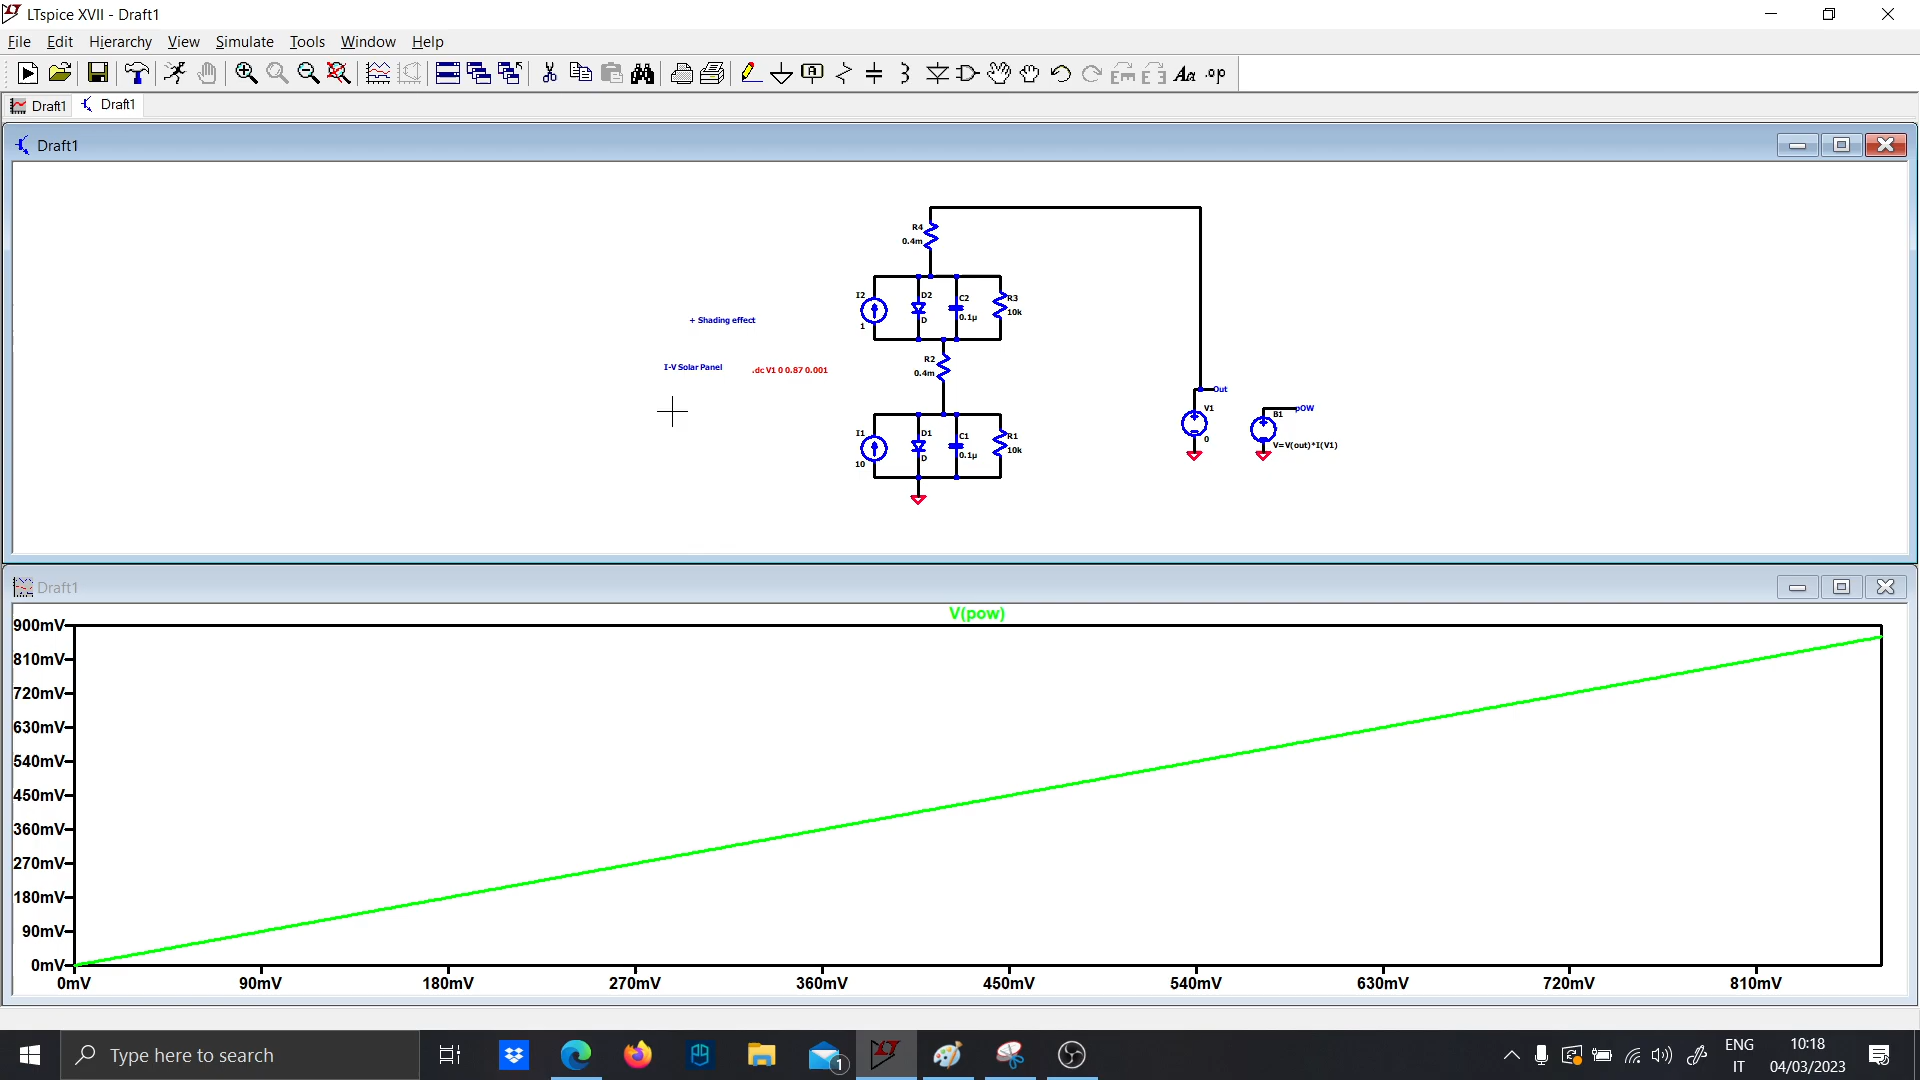 LTspice XVII - Draft1
File Edit Hierarchy View Simulate Tools Window Help
.op
Draft1 Draft1
Draft1
R4
0.4m
I2
1
D2
D
C2
0.1µ
R3
10k
+ Shading effect
R2
0.4m
I-V Solar Panel .dc V1 0 0.87 0.001
Out
V1
0
B1
pOW
V=V(out)*I(V1)
I1
10
D1
D
C1
0.1µ
R1
10k
Draft1
V(pow)
900mV
810mV
720mV
630mV
540mV
450mV
360mV
270mV
180mV
90mV
0mV
0mV 90mV 180mV 270mV 360mV 450mV 540mV 630mV 720mV 810mV
Type here to search
1
ENG
IT
10:18
04/03/2023